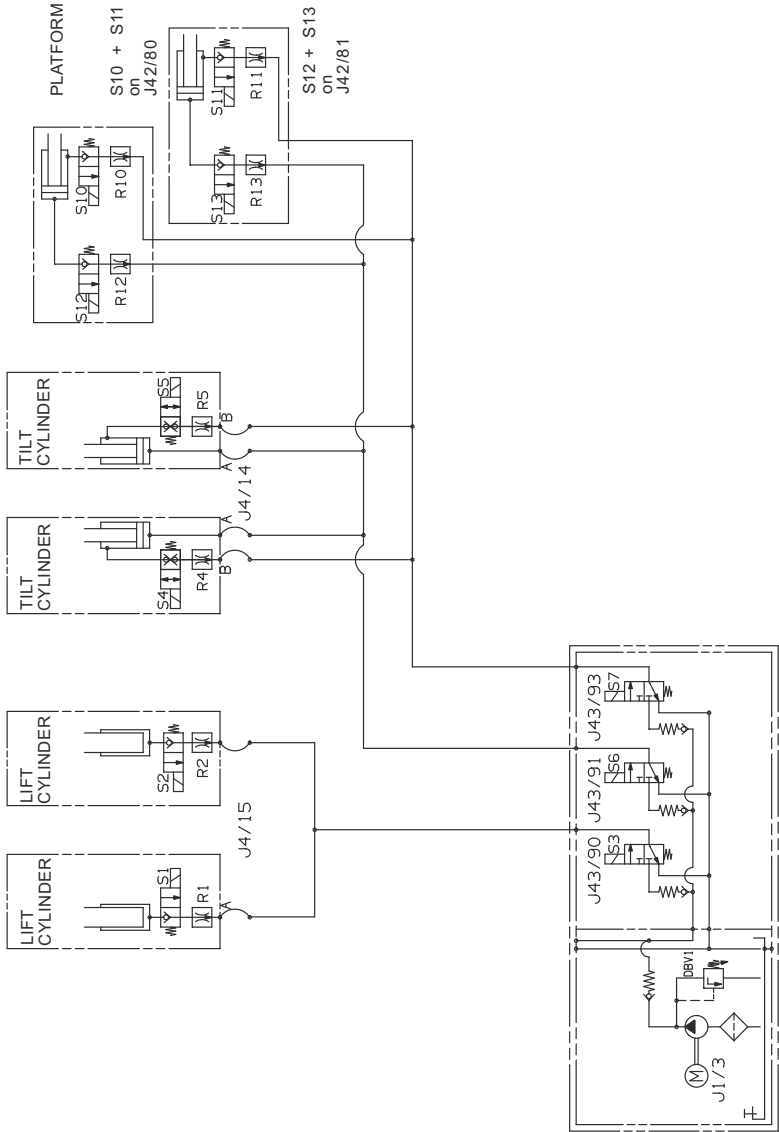 PLATFORM
S10 + S11
on
J42/80
S12 + S13
on
J42/81
S11
R11
S13
R13
S10
R10
S12
R12
TILT
CYLINDER
S5
R5
B
A
J4/14
TILT
CYLINDER
S4
R4
A
B
LIFT
CYLINDER
S2
R2
J4/15
LIFT
CYLINDER
S1
R1
A
J43/93
S7
J43/91
S6
J43/90
S3
DBV1
M
J1/3